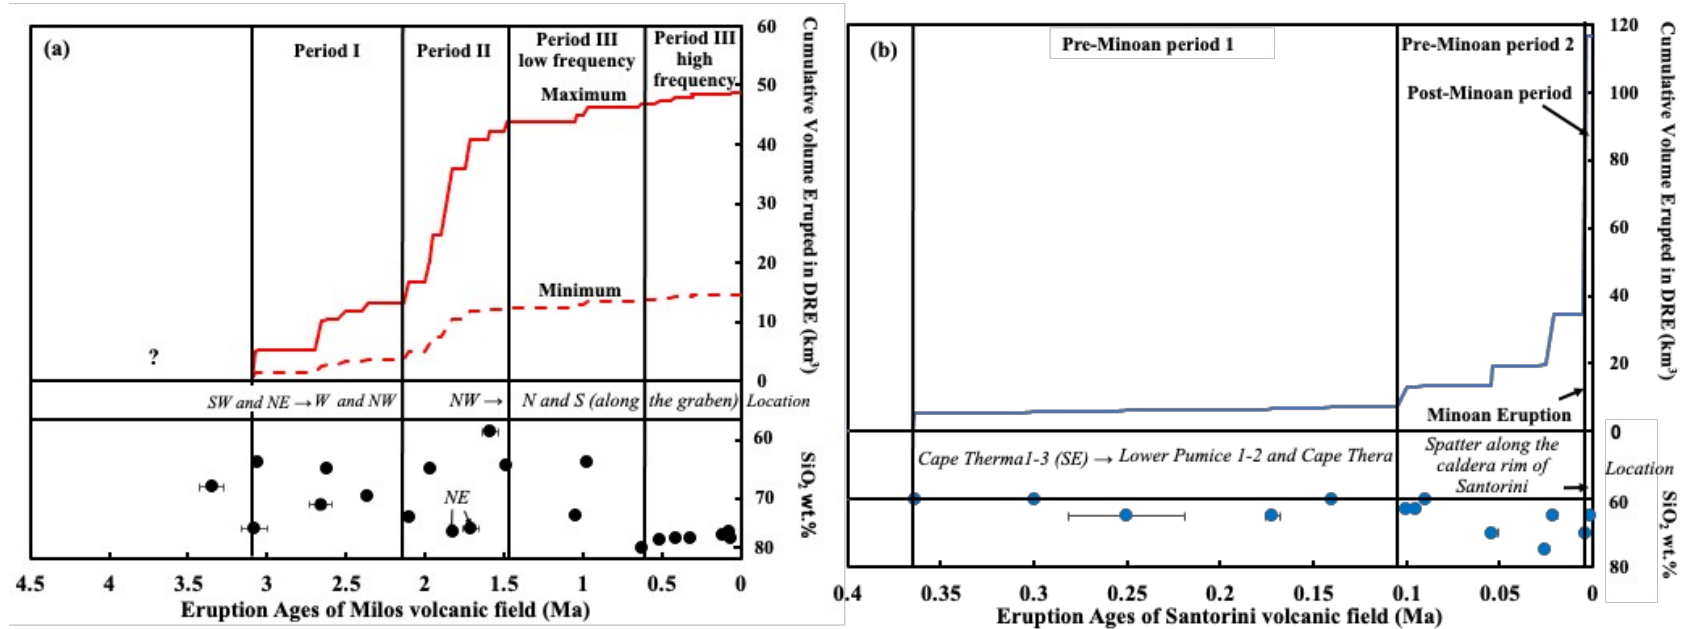 (a)
Period I
Period II
Period III
low frequency
Period III
high
frequency
Maximum
Minimum
?
60
50
40
30
20
10
0
Cumulative Volume Erupted in DRE (km³)
SW and NE → W and NW
NW →
N and S (along the graben)
Location
NE
60
70
80
SiO₂ wt.%
4.5
4
3.5
3
2.5
2
1.5
1
0.5
0
Eruption Ages of Milos volcanic field (Ma)
(b)
Pre-Minoan period 1
Pre-Minoan period 2
Post-Minoan period
Minoan Eruption
120
100
80
60
40
20
0
Cumulative Volume Erupted in DRE (km³)
Cape Therma1-3 (SE) → Lower Pumice 1-2 and Cape Thera
Spatter along the
caldera rim of
Santorini
Location
60
80
SiO₂ wt.%
0.4
0.35
0.3
0.25
0.2
0.15
0.1
0.05
0
Eruption Ages of Santorini volcanic field (Ma)